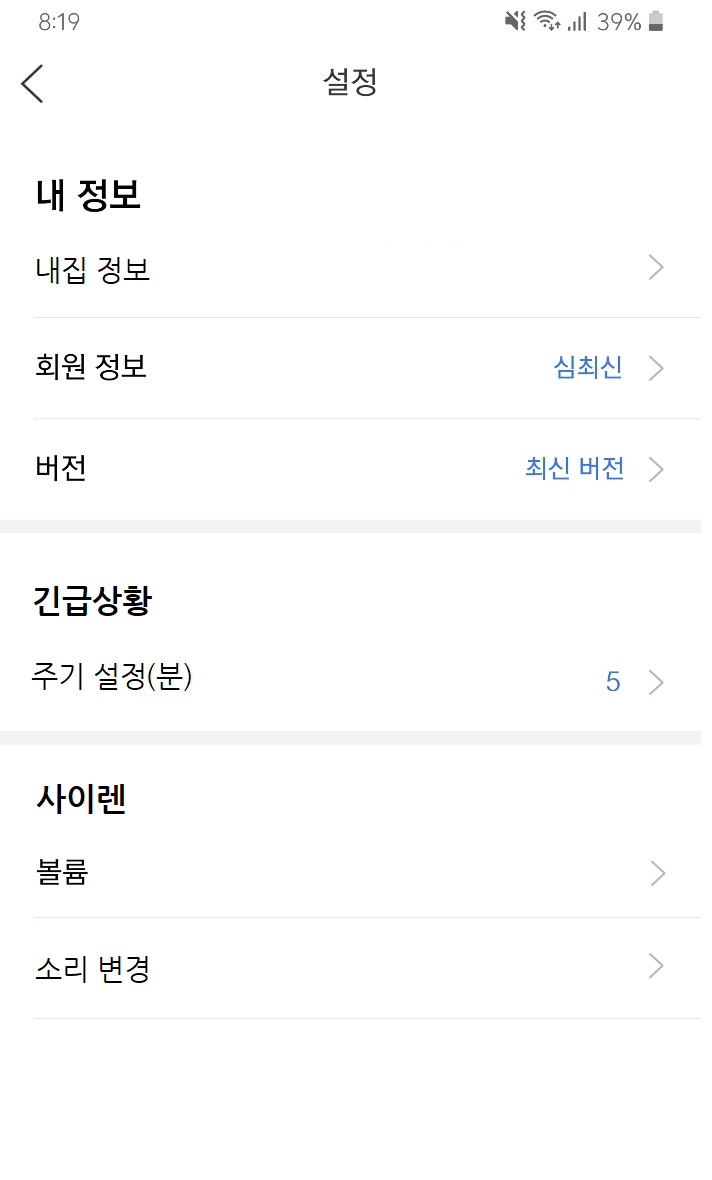 8:19 39%
설정
내 정보
내집 정보
회원 정보 심최신
버전 최신 버전
긴급상황
주기 설정(분) 5
사이렌
볼륨
소리 변경